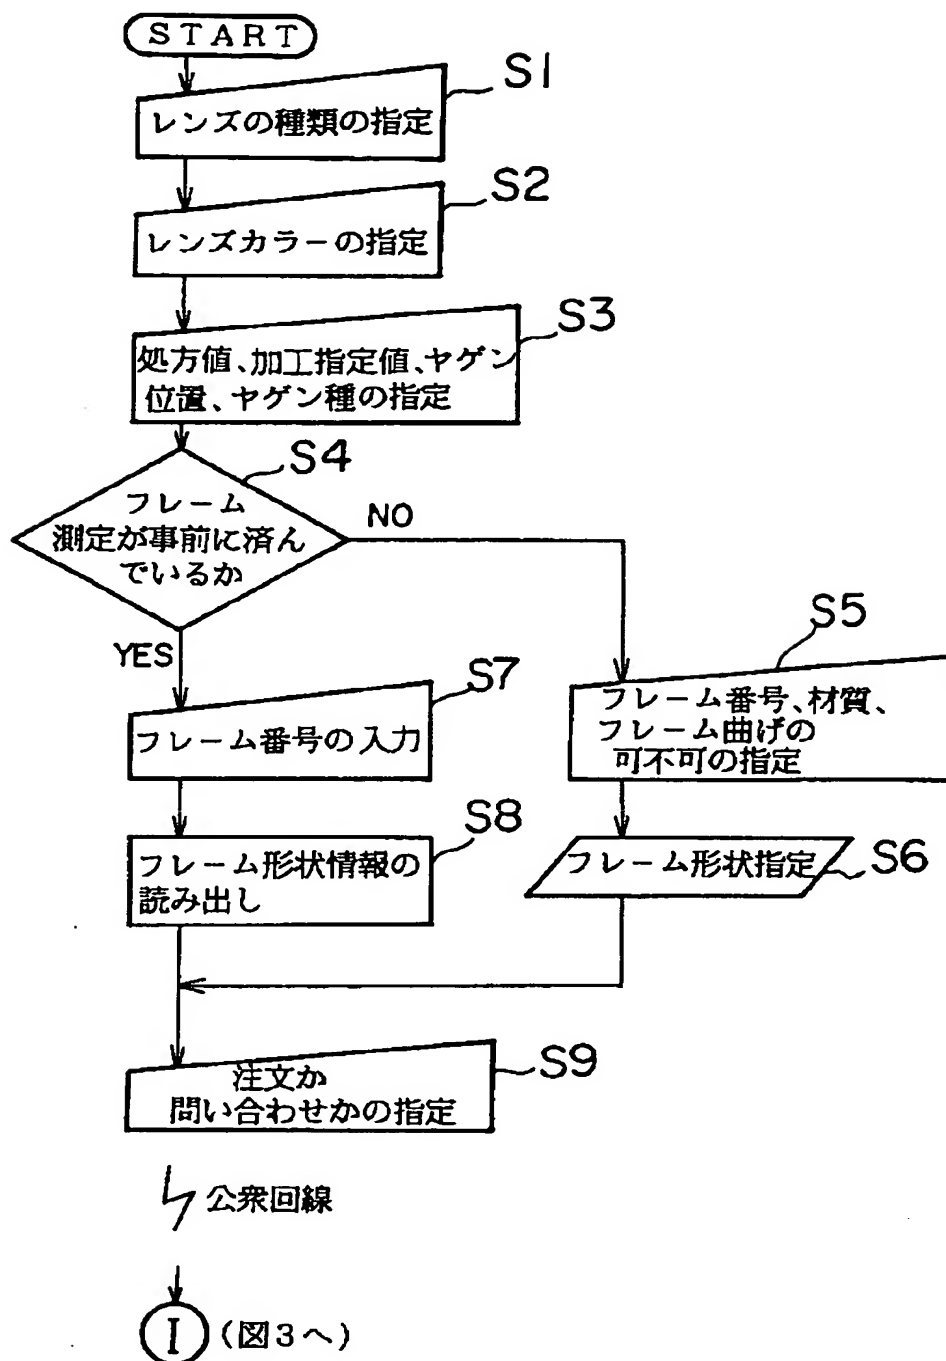 START
S1
レンズの種類の指定
S2
レンズカラーの指定
S3
処方値、加工指定値、ヤゲン
位置、ヤゲン種の指定
S4
フレーム
測定が事前に済ん
でいるか
NO
YES
S5
フレーム番号、材質、
フレーム曲げの
可不可の指定
S7
フレーム番号の入力
S8
フレーム形状情報の
読み出し
フレーム形状指定
S6
S9
注文か
問い合わせかの指定
公衆回線
I (図3へ)